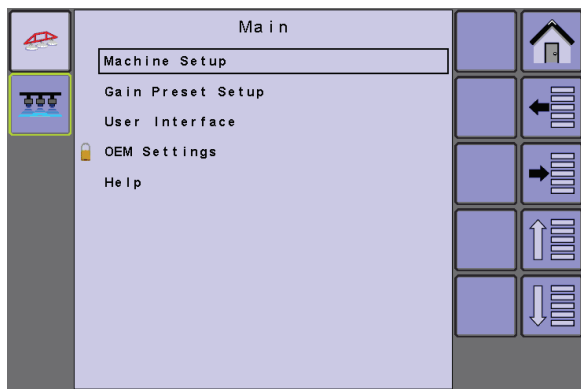 Main
Machine Setup
Gain Preset Setup
User Interface
OEM Settings
Help